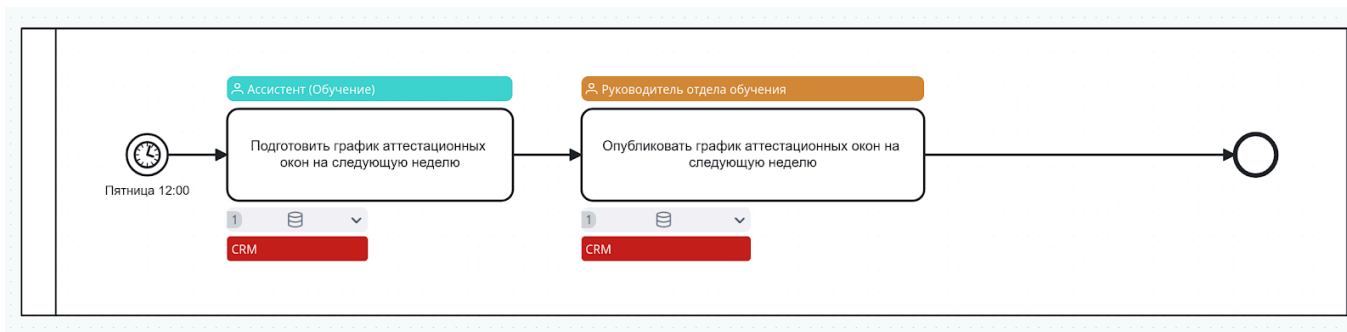 Ассистент (Обучение)
Руководитель отдела обучения
Подготовить график аттестационных
окон на следующую неделю
Опубликовать график аттестационных окон на
следующую неделю
Пятница 12:00
1
1
CRM
CRM